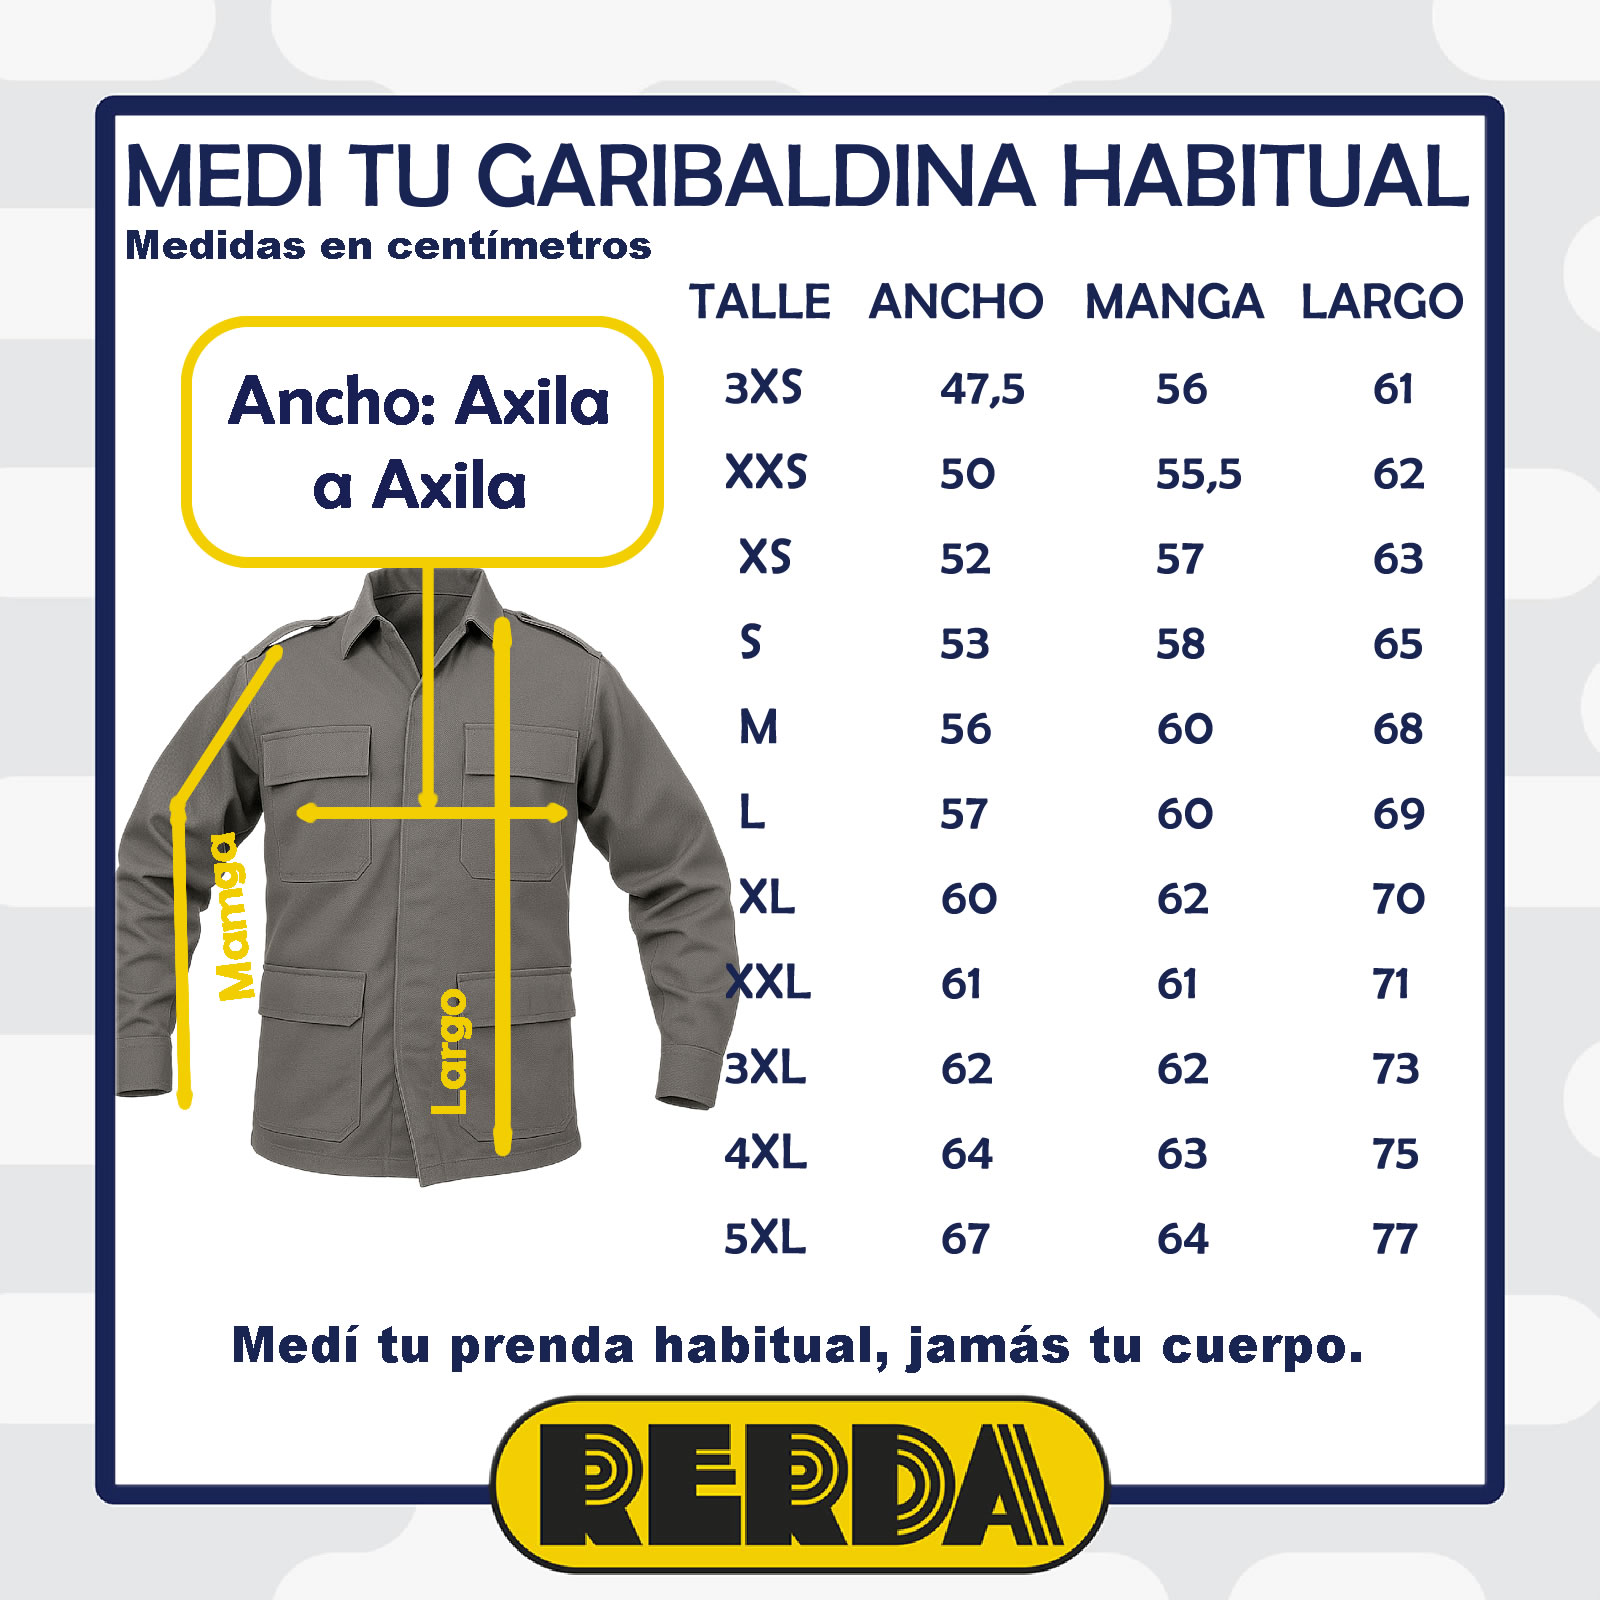 MEDI TU GARIBALDINA HABITUAL
Medidas en centímetros
Ancho: Axila
a Axila
Mamga
Largo
TALLE ANCHO MANGA LARGO
3XS 47,5 56 61
XXS 50 55,5 62
XS 52 57 63
S 53 58 65
M 56 60 68
L 57 60 69
XL 60 62 70
XXL 61 61 71
3XL 62 62 73
4XL 64 63 75
5XL 67 64 77
Medí tu prenda habitual, jamás tu cuerpo.
RERDA